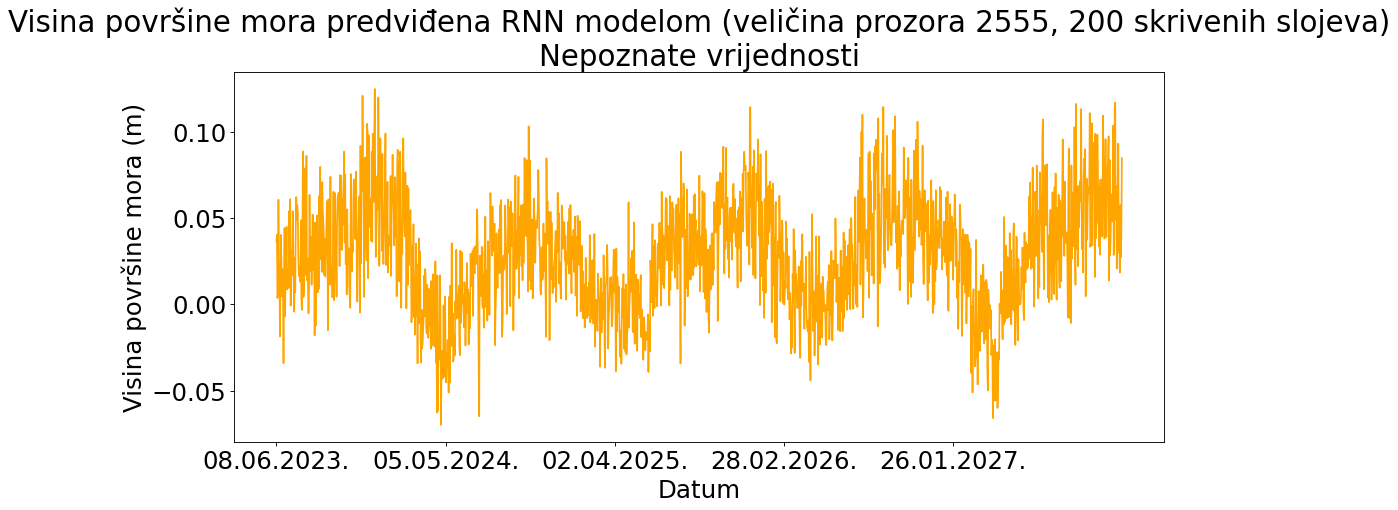 Visina površine mora predviđena RNN modelom (veličina prozora 2555, 200 skrivenih slojeva)
Nepoznate vrijednosti
Visina površine mora (m)
0.10
0.05
0.00
−0.05
08.06.2023. 05.05.2024. 02.04.2025. 28.02.2026. 26.01.2027.
Datum